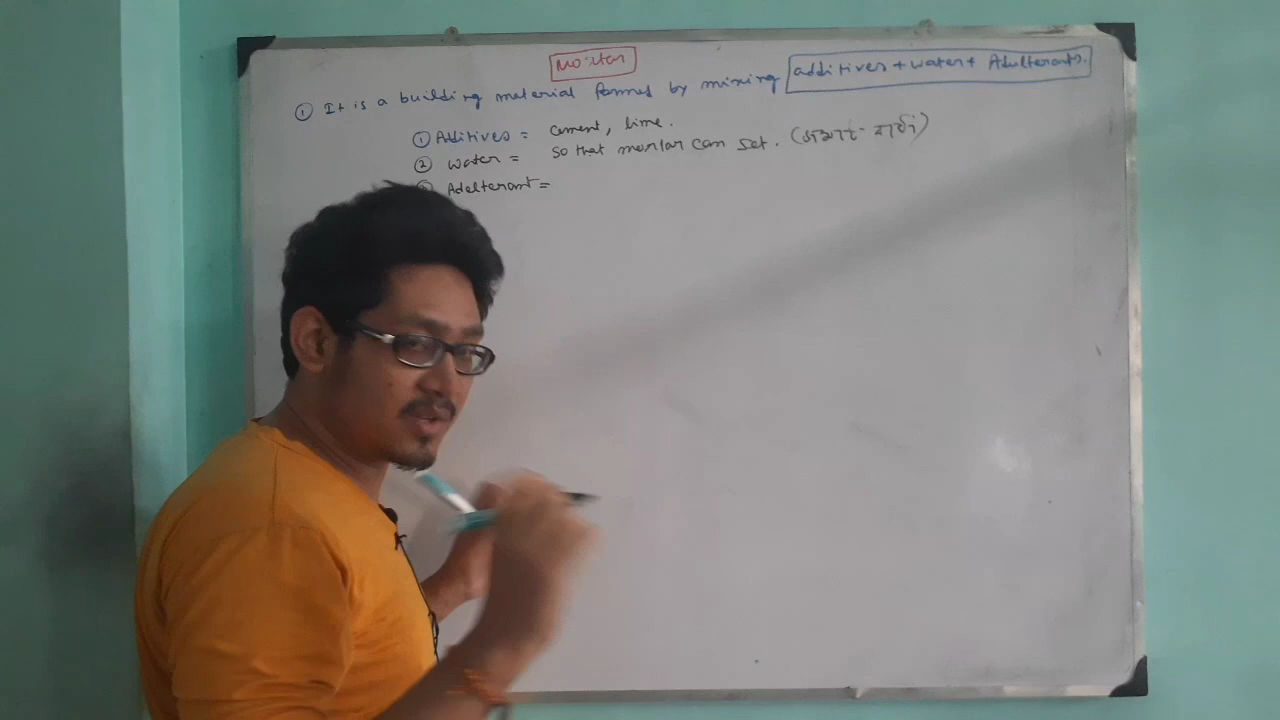 Mortar
① It is a building material formed by mixing additives + water + Adulterants.
① Additives = cement, lime.
② Water = so that mortar can set.
Adulterant =